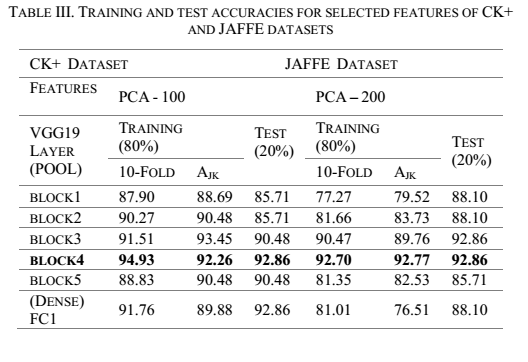 TABLE III. TRAINING AND TEST ACCURACIES FOR SELECTED FEATURES OF CK+
AND JAFFE DATASETS
CK+ DATASET JAFFE DATASET
FEATURES PCA - 100 PCA – 200
VGG19 LAYER (POOL) TRAINING (80%) TEST (20%) TRAINING (80%) TEST (20%)
10-FOLD AJK 10-FOLD AJK
BLOCK1 87.90 88.69 85.71 77.27 79.52 88.10
BLOCK2 90.27 90.48 85.71 81.66 83.73 88.10
BLOCK3 91.51 93.45 90.48 90.47 89.76 92.86
BLOCK4 94.93 92.26 92.86 92.70 92.77 92.86
BLOCK5 88.83 90.48 90.48 81.35 82.53 85.71
(DENSE) FC1 91.76 89.88 92.86 81.01 76.51 88.10